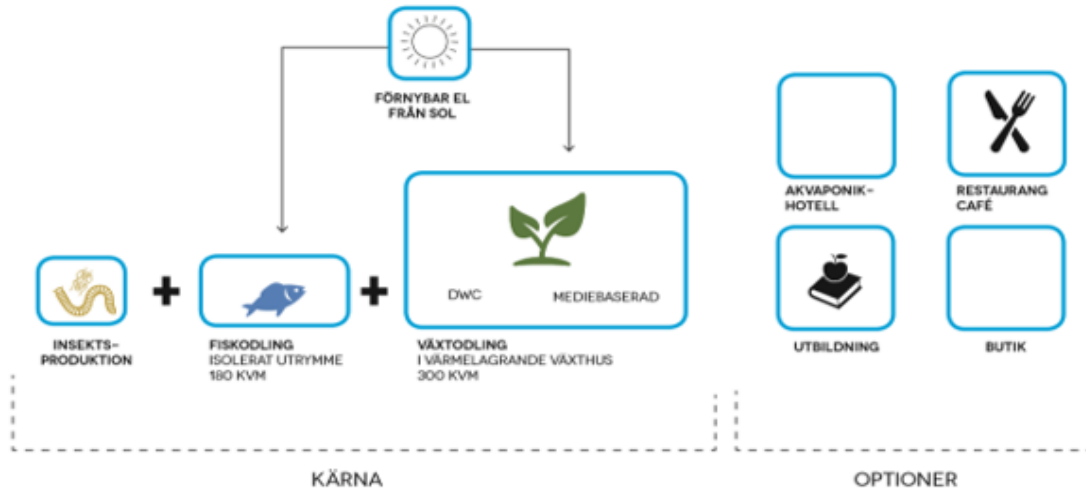 FÖRNYBAR EL
FRÅN SOL
DWC
MEDIEBASERAD
INSEKTS-
PRODUKTION
FISKODLING
ISOLERAT UTRYMME
180 KVM
VÄXTODLING
I VÄRMELAGRANDE VÄXTHUS
300 KVM
AKVAPONIK-
HOTELL
RESTAURANG
CAFÉ
UTBILDNING
BUTIK
KÄRNA
OPTIONER